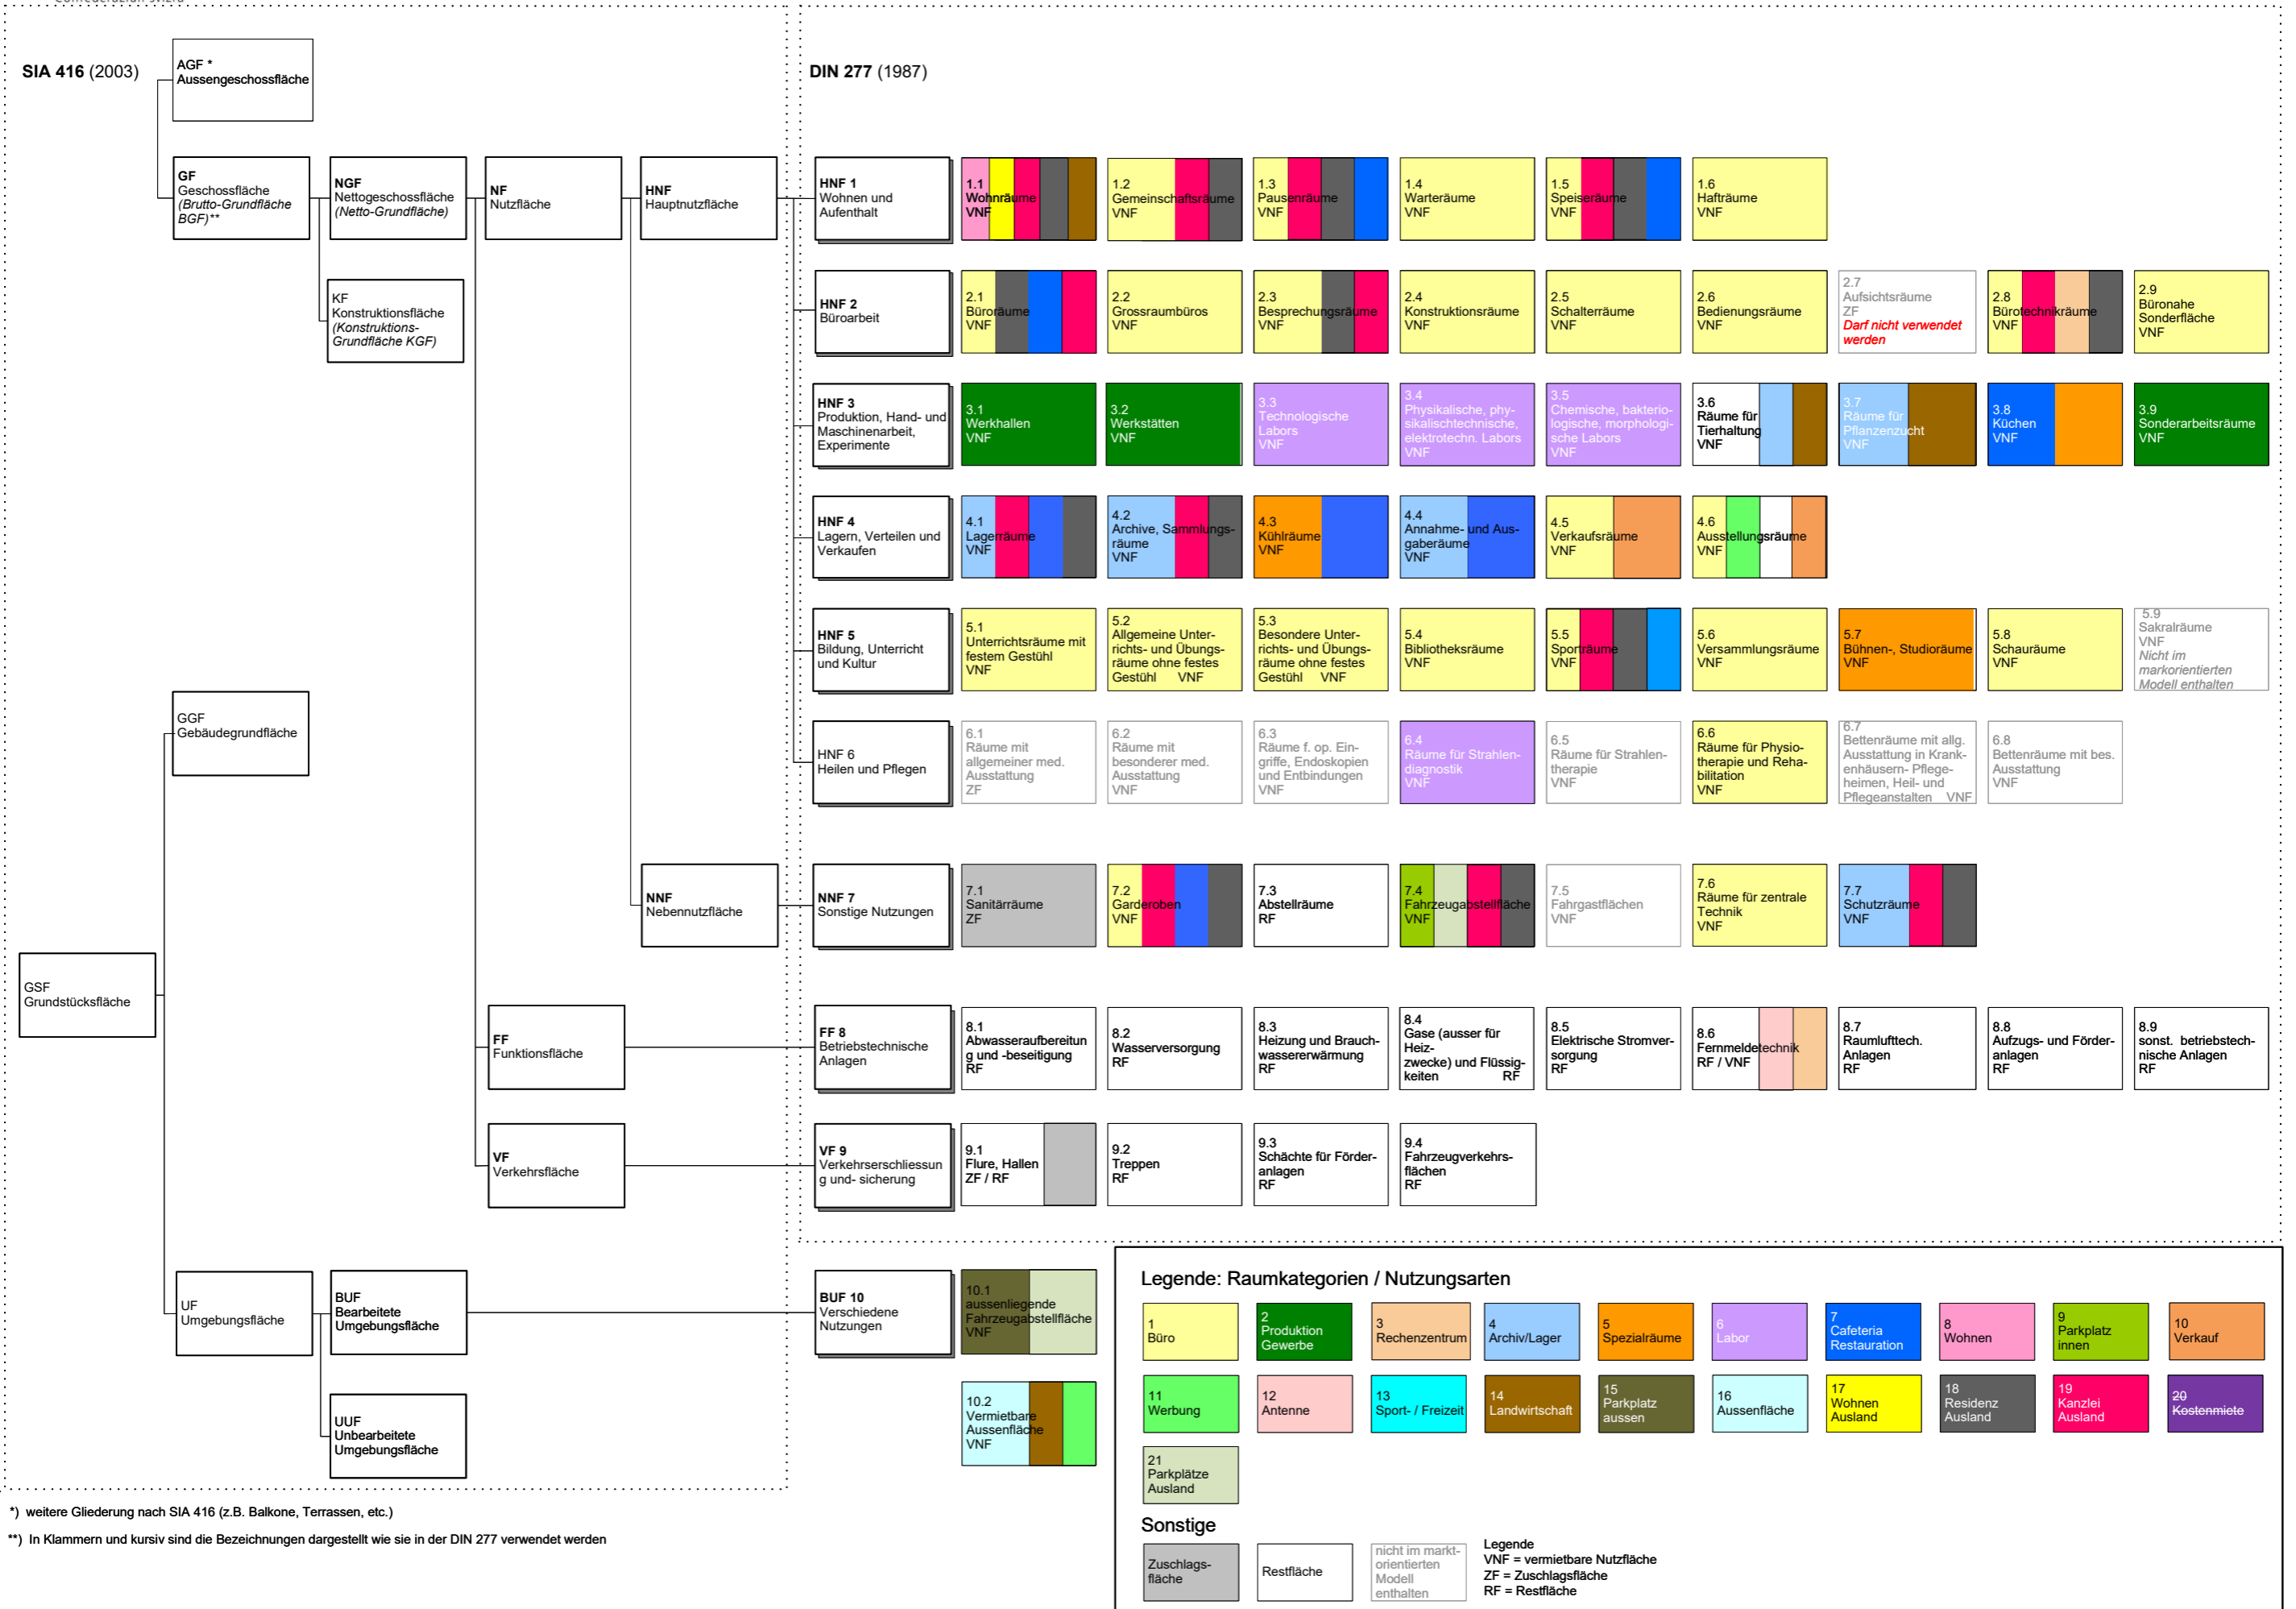 SIA 416 (2003)
AGF *
Aussengeschossfläche
DIN 277 (1987)
GF
Geschossfläche
(Brutto-Grundfläche
BGF)**
NGF
Nettogeschossfläche
(Netto-Grundfläche)
NF
Nutzfläche
HNF
Hauptnutzfläche
KF
Konstruktionsfläche
(Konstruktions-
Grundfläche KGF)
HNF 1
Wohnen und
Aufenthalt
1.1
Wohnräume
VNF
1.2
Gemeinschaftsräume
VNF
1.3
Pausenräume
VNF
1.4
Warteräume
VNF
1.5
Speiseräume
VNF
1.6
Hafträume
VNF
HNF 2
Büroarbeit
2.1
Büroräume
VNF
2.2
Grossraumbüros
VNF
2.3
Besprechungsräume
VNF
2.4
Konstruktionsräume
VNF
2.5
Schalterräume
VNF
2.6
Bedienungsräume
VNF
2.7
Aufsichtsräume
ZF
Darf nicht verwendet
werden
2.8
Bürotechnikräume
VNF
2.9
Büronahe
Sonderfläche
VNF
HNF 3
Produktion, Hand- und
Maschinenarbeit,
Experimente
3.1
Werkhallen
VNF
3.2
Werkstätten
VNF
3.3
Technologische
Labors
VNF
3.4
Physikalische, phy-
sikalischtechnische,
elektrotechn. Labors
VNF
3.5
Chemische, bakterio-
logische, morphologi-
sche Labors
VNF
3.6
Räume für
Tierhaltung
VNF
3.7
Räume für
Pflanzenzucht
VNF
3.8
Küchen
VNF
3.9
Sonderarbeitsräume
VNF
HNF 4
Lagern, Verteilen und
Verkaufen
4.1
Lagerräume
VNF
4.2
Archive, Sammlungs-
räume
VNF
4.3
Kühlräume
VNF
4.4
Annahme- und Aus-
gaberäume
VNF
4.5
Verkaufsräume
VNF
4.6
Ausstellungsräume
VNF
HNF 5
Bildung, Unterricht
und Kultur
5.1
Unterrichtsräume mit
festem Gestühl
VNF
5.2
Allgemeine Unter-
richts- und Übungs-
räume ohne festes
Gestühl VNF
5.3
Besondere Unter-
richts- und Übungs-
räume ohne festes
Gestühl VNF
5.4
Bibliotheksräume
VNF
5.5
Sporträume
VNF
5.6
Versammlungsräume
VNF
5.7
Bühnen-, Studioräume
VNF
5.8
Schauräume
VNF
5.9
Sakralräume
VNF
Nicht im
markorientierten
Modell enthalten
HNF 6
Heilen und Pflegen
6.1
Räume mit
allgemeiner med.
Ausstattung
ZF
6.2
Räume mit
besonderer med.
Ausstattung
VNF
6.3
Räume f. op. Ein-
griffe, Endoskopien
und Entbindungen
VNF
6.4
Räume für Strahlen-
diagnostik
VNF
6.5
Räume für Strahlen-
therapie
VNF
6.6
Räume für Physio-
therapie und Reha-
bilitation
VNF
6.7
Bettenräume mit allg.
Ausstattung in Krank-
enhäusern- Pflege-
heimen, Heil- und
Pflegeanstalten VNF
6.8
Bettenräume mit bes.
Ausstattung
VNF
GGF
Gebäudegrundfläche
NNF
Nebennutzfläche
NNF 7
Sonstige Nutzungen
7.1
Sanitärräume
ZF
7.2
Garderoben
VNF
7.3
Abstellräume
RF
7.4
Fahrzeugabstellfläche
VNF
7.5
Fahrgastflächen
VNF
7.6
Räume für zentrale
Technik
VNF
7.7
Schutzräume
VNF
GSF
Grundstücksfläche
FF
Funktionsfläche
FF 8
Betriebstechnische
Anlagen
8.1
Abwasseraufbereitun
g und -beseitigung
RF
8.2
Wasserversorgung
RF
8.3
Heizung und Brauch-
wassererwärmung
RF
8.4
Gase (ausser für
Heiz-
zwecke) und Flüssig-
keiten RF
8.5
Elektrische Stromver-
sorgung
RF
8.6
Fernmeldetechnik
RF / VNF
8.7
Raumlufttech.
Anlagen
RF
8.8
Aufzugs- und Förder-
anlagen
RF
8.9
sonst. betriebstech-
nische Anlagen
RF
VF
Verkehrsfläche
VF 9
Verkehrserschliessun
g und- sicherung
9.1
Flure, Hallen
ZF / RF
9.2
Treppen
RF
9.3
Schächte für Förder-
anlagen
RF
9.4
Fahrzeugverkehrs-
flächen
RF
UF
Umgebungsfläche
BUF
Bearbeitete
Umgebungsfläche
BUF 10
Verschiedene
Nutzungen
10.1
aussenliegende
Fahrzeugabstellfläche
VNF
10.2
Vermietbare
Aussenfläche
VNF
UUF
Unbearbeitete
Umgebungsfläche
Legende: Raumkategorien / Nutzungsarten
1
Büro
2
Produktion
Gewerbe
3
Rechenzentrum
4
Archiv/Lager
5
Spezialräume
6
Labor
7
Cafeteria
Restauration
8
Wohnen
9
Parkplatz
innen
10
Verkauf
11
Werbung
12
Antenne
13
Sport- / Freizeit
14
Landwirtschaft
15
Parkplatz
aussen
16
Aussenfläche
17
Wohnen
Ausland
18
Residenz
Ausland
19
Kanzlei
Ausland
20
Kostenmiete
21
Parkplätze
Ausland
Sonstige
Zuschlags-
fläche
Restfläche
nicht im markt-
orientierten
Modell
enthalten
Legende
VNF = vermietbare Nutzfläche
ZF = Zuschlagsfläche
RF = Restfläche
*) weitere Gliederung nach SIA 416 (z.B. Balkone, Terrassen, etc.)
**) In Klammern und kursiv sind die Bezeichnungen dargestellt wie sie in der DIN 277 verwendet werden